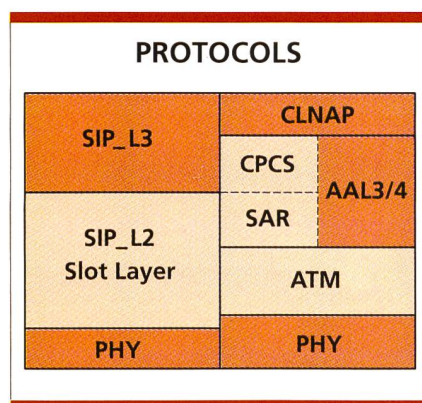 PROTOCOLS
SIP_L3
SIP_L2
Slot Layer
PHY
CLNAP
CPCS
AAL3/4
SAR
ATM
PHY